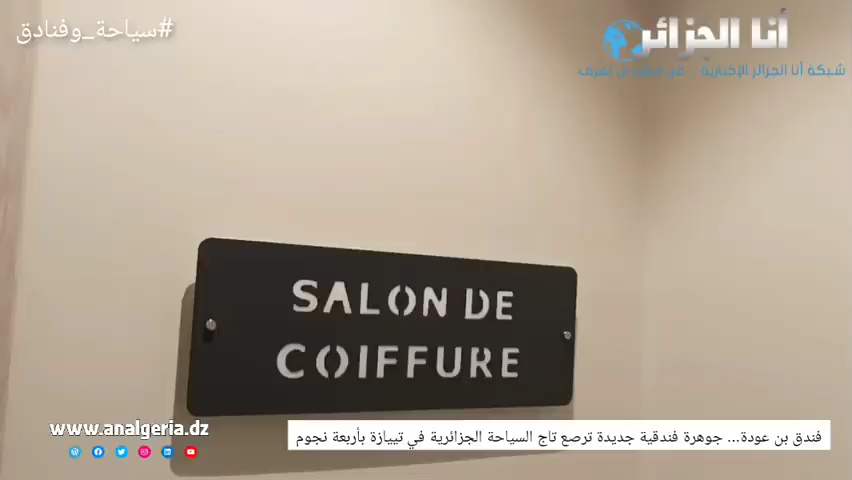 #سياحة_وفنادق
أنا الجزائر
شبكة أنا الجزائر الإخبارية ..
SALON DE
COIFFURE
www.analgeria.dz
فندق بن عودة... جوهرة فندقية جديدة ترصع تاج السياحة الجزائرية في تيبازة بأربعة نجوم